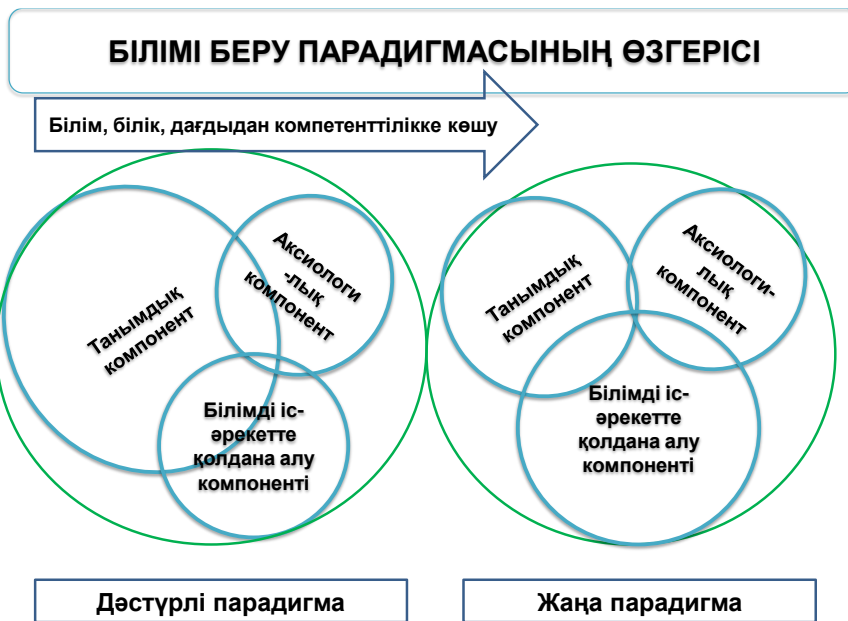 БІЛІМІ БЕРУ ПАРАДИГМАСЫНЫҢ ӨЗГЕРІСІ
Білім, білік, дағдыдан компетенттілікке көшу
Танымдық
компонент
Аксиологи
-лық
компонент
Білімді іс-
әрекетте
қолдана алу
компоненті
Танымдық
компонент
Аксиологи-
лық
компонент
Білімді іс-
әрекетте
қолдана алу
компоненті
Дәстүрлі парадигма
Жаңа парадигма